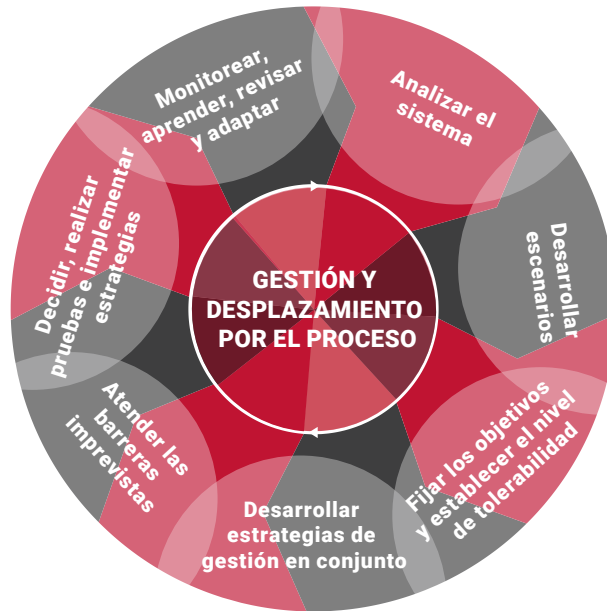 Monitorear,
aprender, revisar
y adaptar
Analizar el
sistema
Desarrollar
escenarios
Fijar los objetivos
y establecer el nivel
de tolerabilidad
Desarrollar
estrategias de
gestión en conjunto
Atender las
barreras
imprevistas
Decidir, realizar
pruebas e implementar
estrategias
GESTIÓN Y
DESPLAZAMIENTO
POR EL PROCESO